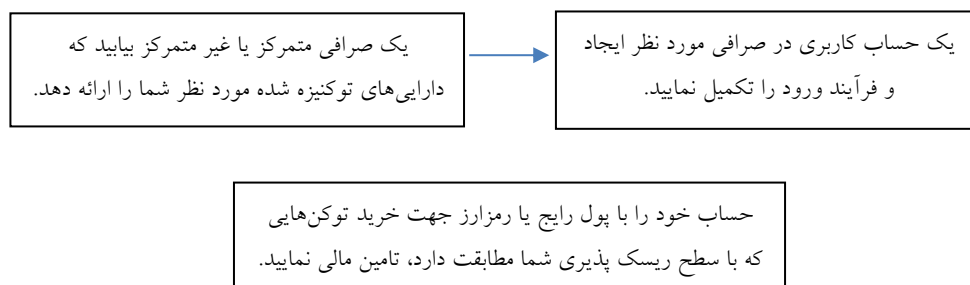 یک صرافی متمرکز یا غیر متمرکز بیابید که
دارایی‌های توکنیزه شده مورد نظر شما را ارائه دهد.
یک حساب کاربری در صرافی مورد نظر ایجاد
و فرآیند ورود را تکمیل نمایید.
حساب خود را با پول رایج یا رمزارز جهت خرید توکن‌هایی
که با سطح ریسک پذیری شما مطابقت دارد، تامین مالی نمایید.